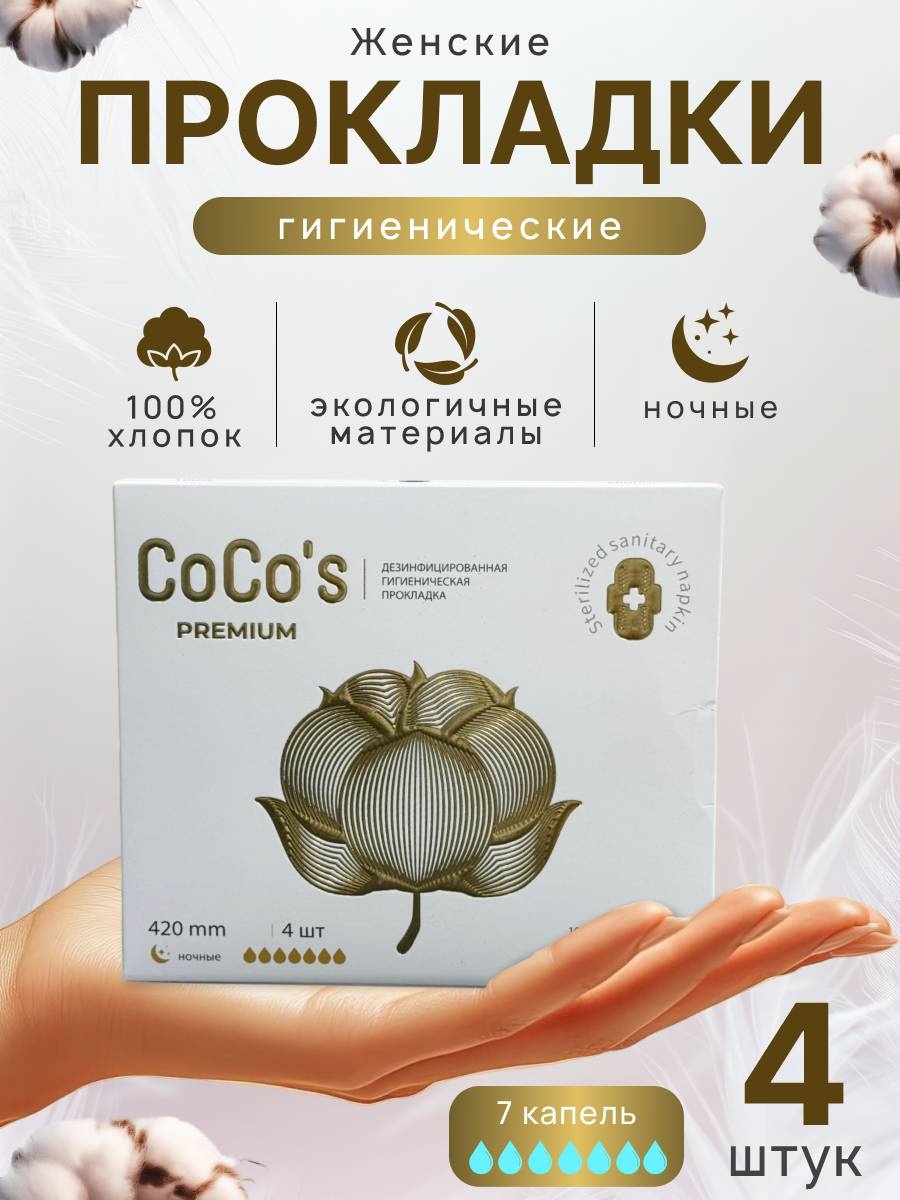 Женские
ПРОКЛАДКИ
гигиенические
100%
хлопок
экологичные
материалы
ночные
CoCo's
PREMIUM
ДЕЗИНФИЦИРОВАННАЯ
ГИГИЕНИЧЕСКАЯ
ПРОКЛАДКА
Sterilized sanitary napkin
420 mm
4 шт
ночные
7 капель
4
штук